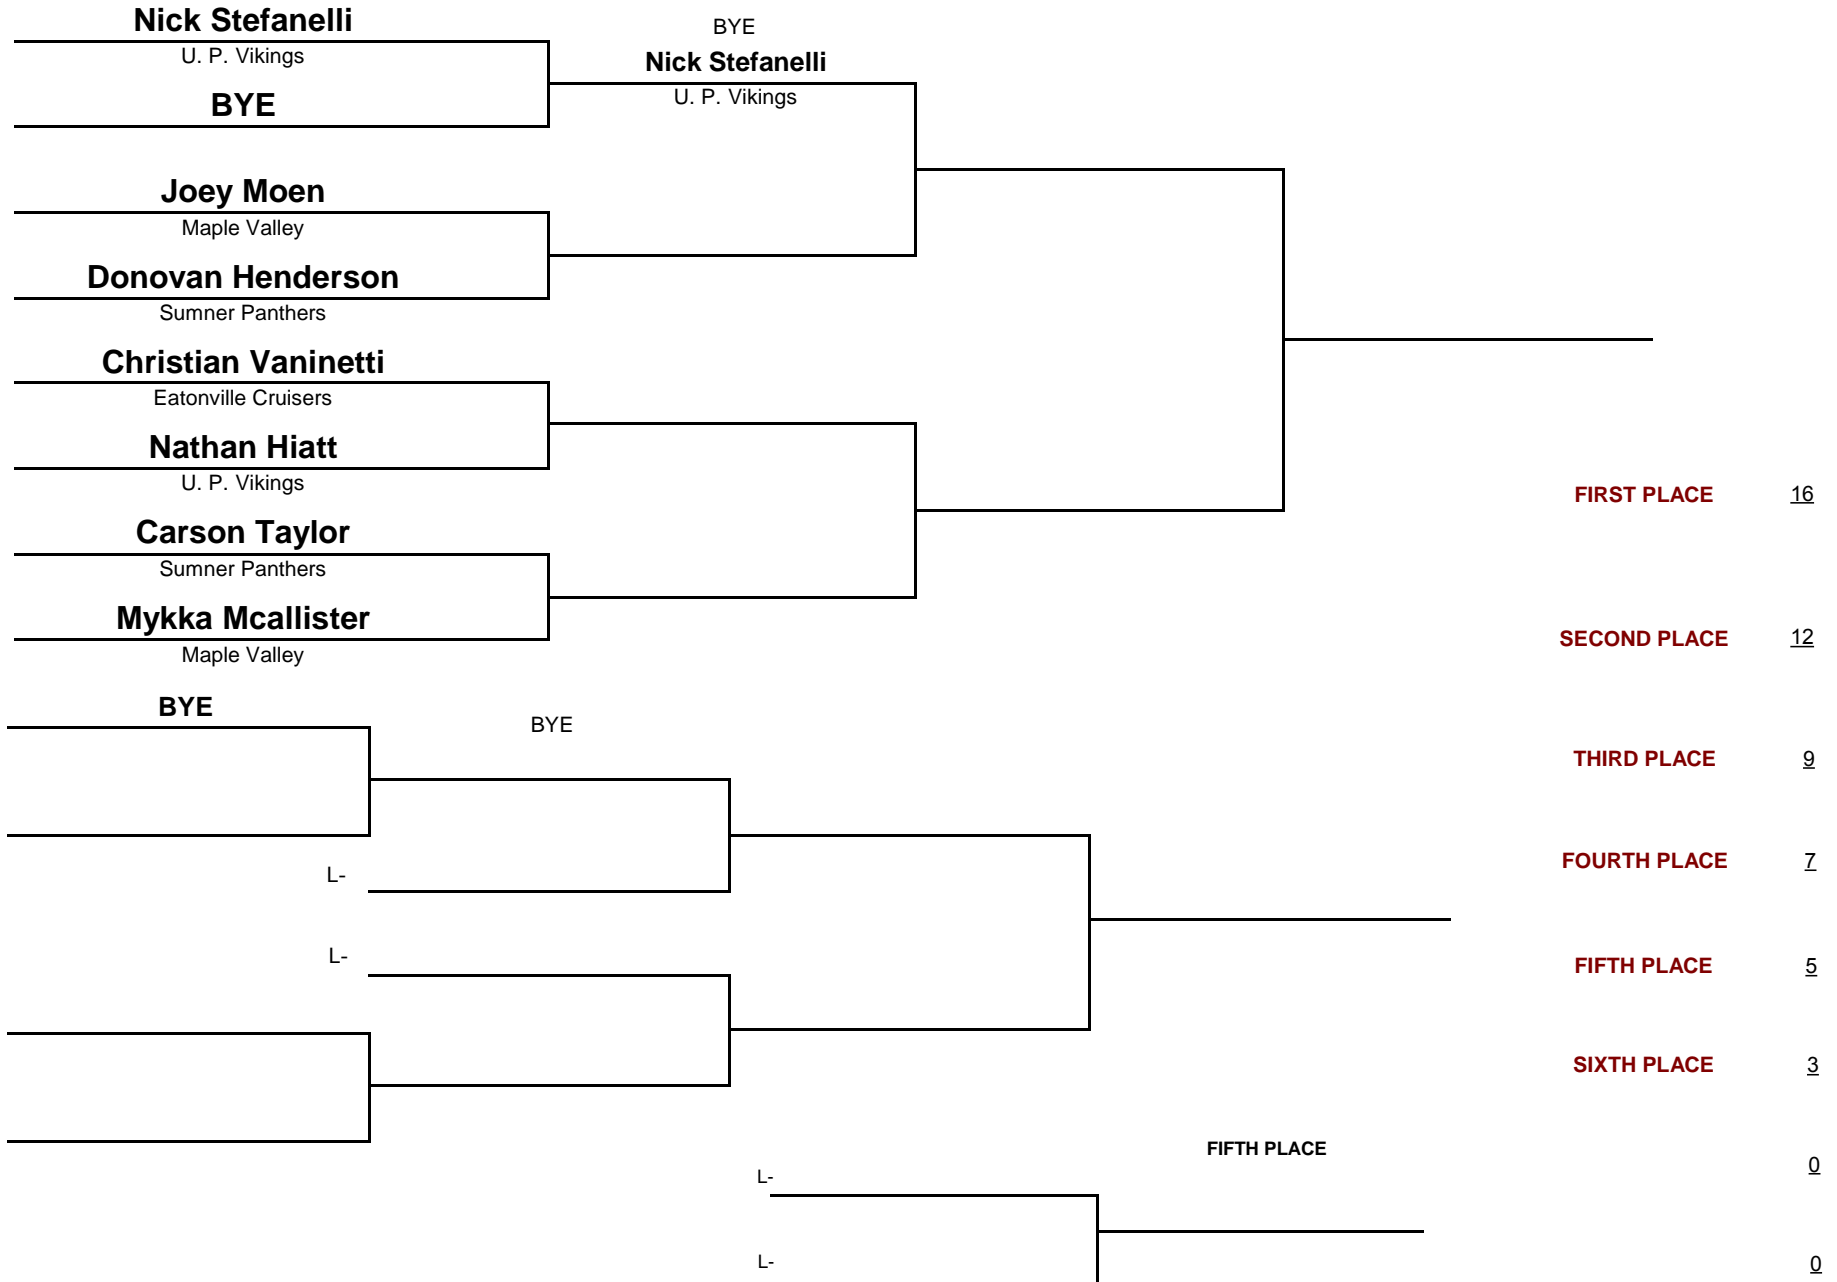 Nick Stefanelli
U. P. Vikings
BYE
BYE
Nick Stefanelli
U. P. Vikings
Joey Moen
Maple Valley
Donovan Henderson
Sumner Panthers
Christian Vaninetti
Eatonville Cruisers
Nathan Hiatt
U. P. Vikings
Carson Taylor
Sumner Panthers
Mykka Mcallister
Maple Valley
FIRST PLACE 16
SECOND PLACE 12
THIRD PLACE 9
FOURTH PLACE 7
FIFTH PLACE 5
SIXTH PLACE 3
0
0
BYE
BYE
L-
L-
FIFTH PLACE
L-
L-